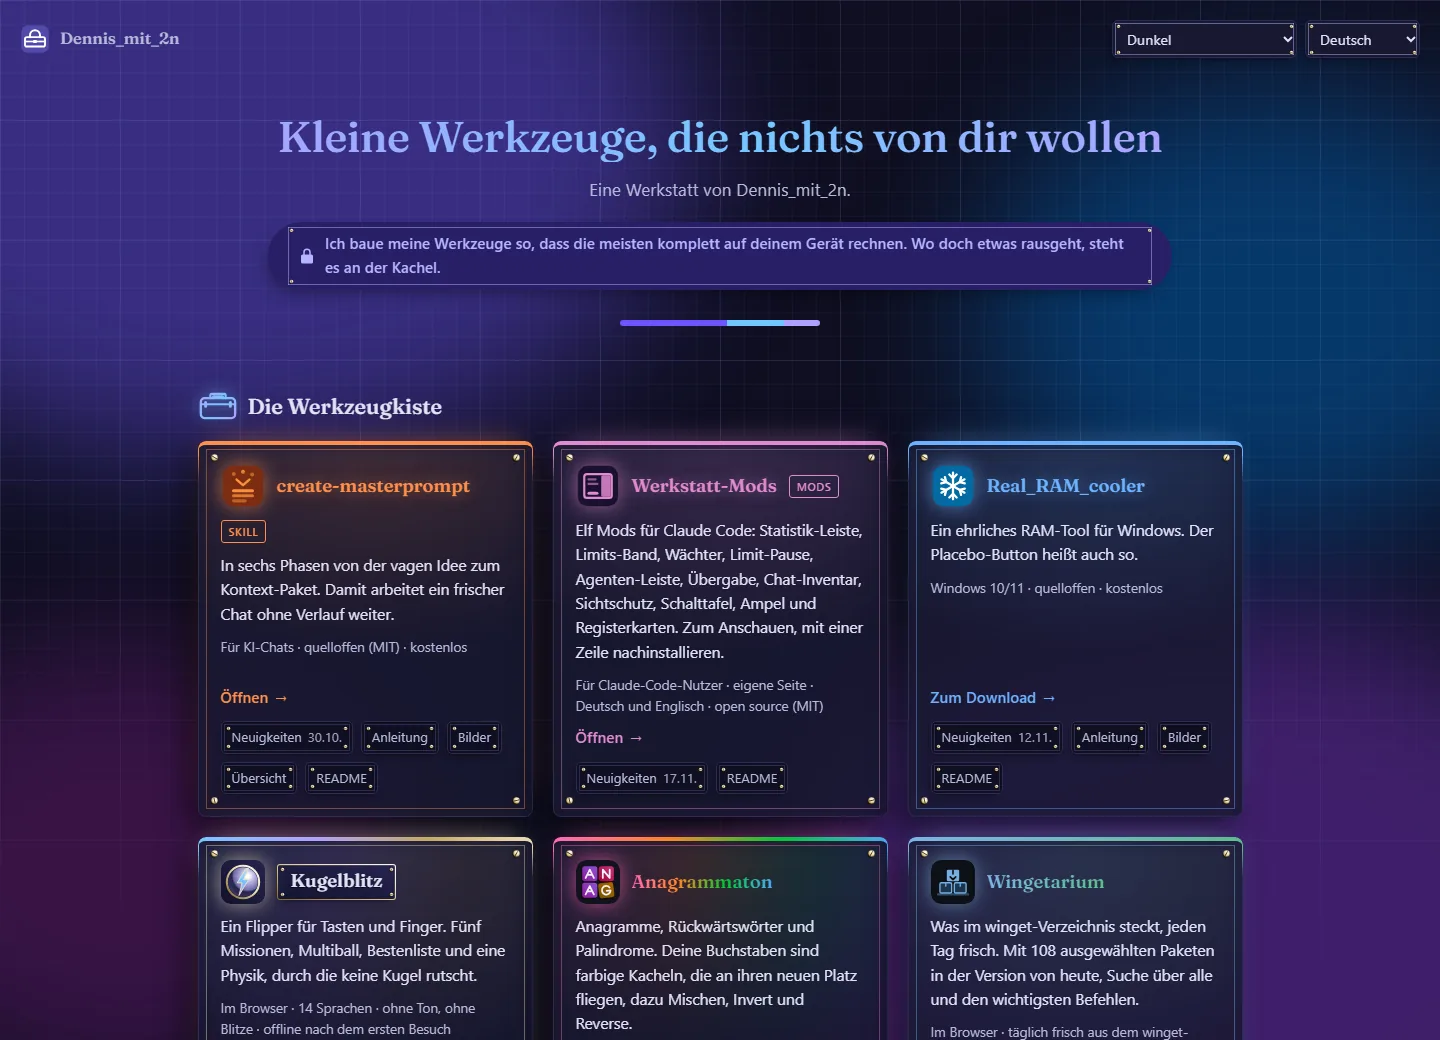 Dennis_mit_2n
Dunkel
Deutsch
Kleine Werkzeuge, die nichts von dir wollen
Eine Werkstatt von Dennis_mit_2n.
Ich baue meine Werkzeuge so, dass die meisten komplett auf deinem Gerät rechnen. Wo doch etwas rausgeht, steht
es an der Kachel.
Die Werkzeugkiste
create-masterprompt
SKILL
In sechs Phasen von der vagen Idee zum
Kontext-Paket. Damit arbeitet ein frischer
Chat ohne Verlauf weiter.
Für KI-Chats · quelloffen (MIT) · kostenlos
Öffnen →
Neuigkeiten 30.10.
Anleitung
Bilder
Übersicht
README
Werkstatt-Mods
MODS
Elf Mods für Claude Code: Statistik-Leiste,
Limits-Band, Wächter, Limit-Pause,
Agenten-Leiste, Übergabe, Chat-Inventar,
Sichtschutz, Schalttafel, Ampel und
Registerkarten. Zum Anschauen, mit einer
Zeile nachinstallieren.
Für Claude-Code-Nutzer · eigene Seite ·
Deutsch und Englisch · open source (MIT)
Öffnen →
Neuigkeiten 17.11.
README
Real_RAM_cooler
Ein ehrliches RAM-Tool für Windows. Der
Placebo-Button heißt auch so.
Windows 10/11 · quelloffen · kostenlos
Zum Download →
Neuigkeiten 12.11.
Anleitung
Bilder
README
Kugelblitz
Ein Flipper für Tasten und Finger. Fünf
Missionen, Multiball, Bestenliste und eine
Physik, durch die keine Kugel rutscht.
Im Browser · 14 Sprachen · ohne Ton, ohne
Blitze · offline nach dem ersten Besuch
AN
AG
Anagrammaton
Anagramme, Rückwärtswörter und
Palindrome. Deine Buchstaben sind
farbige Kacheln, die an ihren neuen Platz
fliegen, dazu Mischen, Invert und
Reverse.
Wingetarium
Was im winget-Verzeichnis steckt, jeden
Tag frisch. Mit 108 ausgewählten Paketen
in der Version von heute, Suche über alle
und den wichtigsten Befehlen.
Im Browser · täglich frisch aus dem winget-